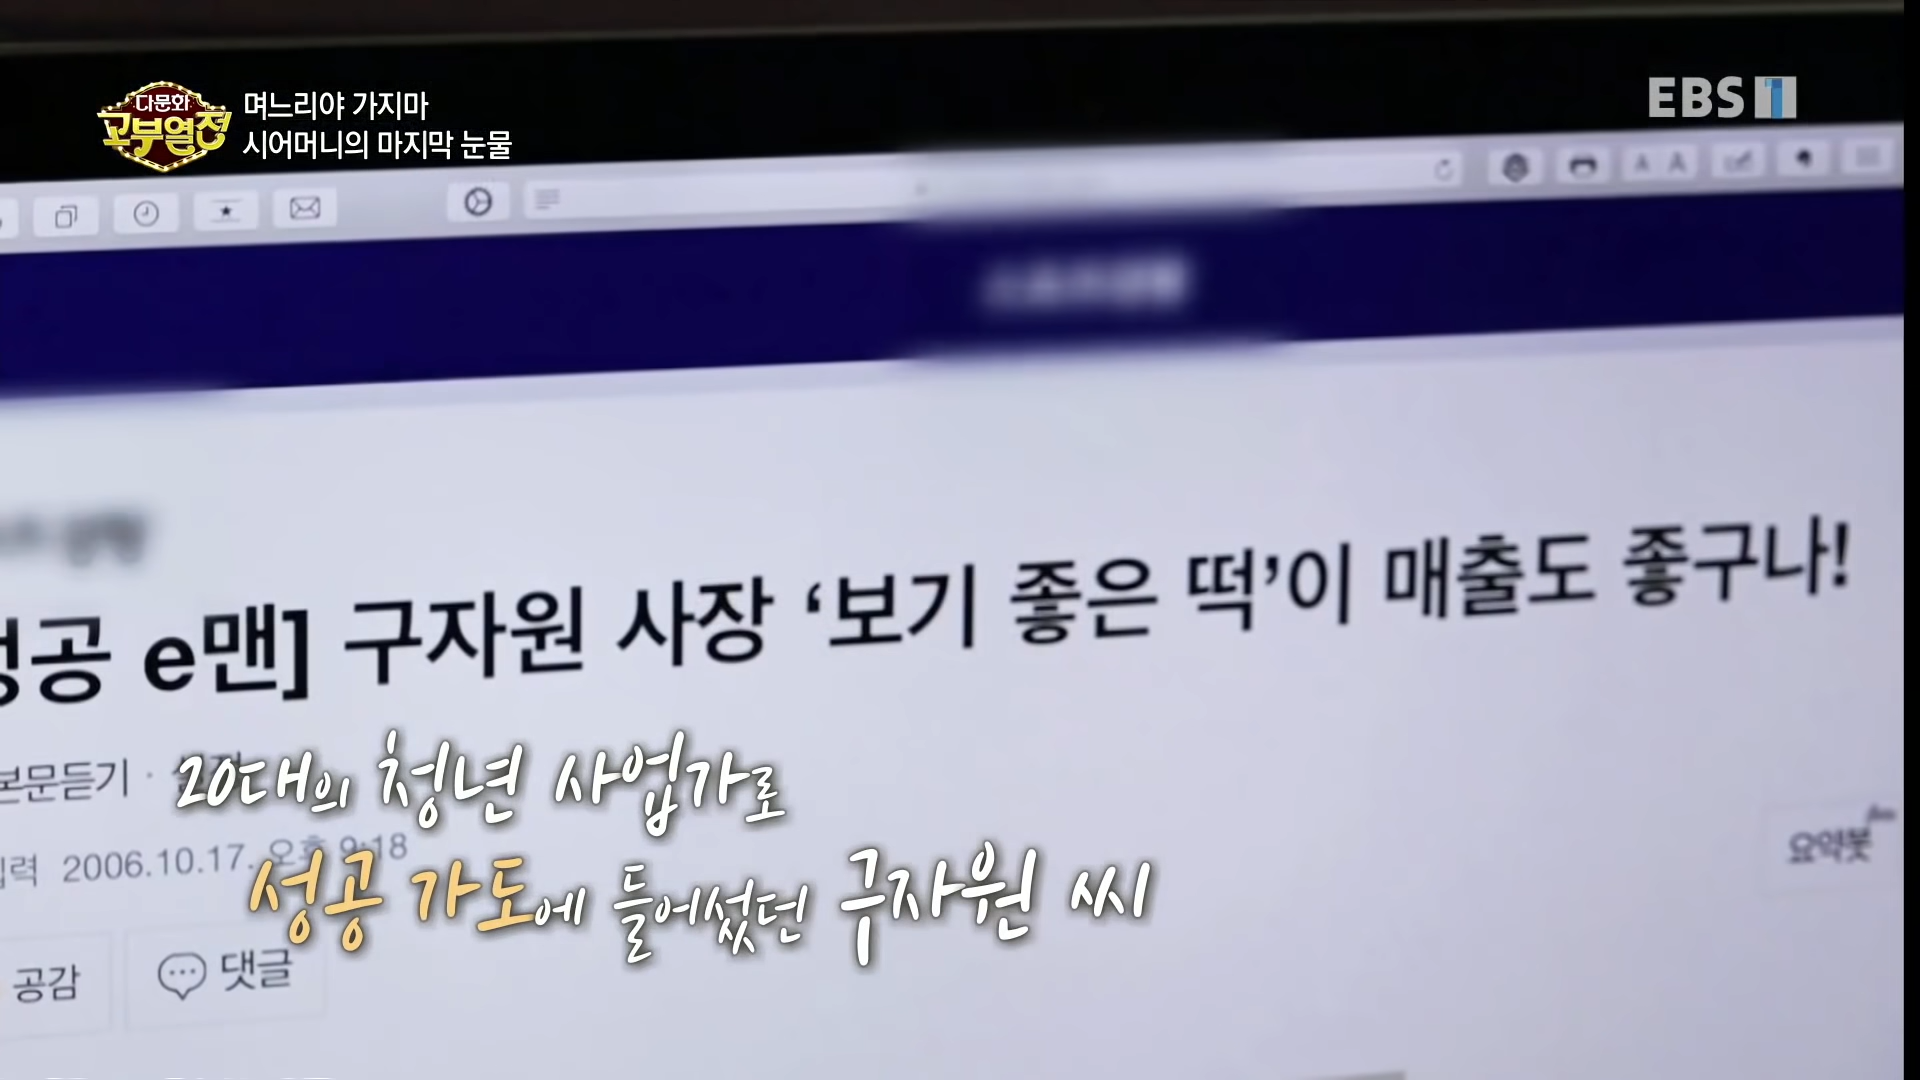 다문화
고부열전
며느리야 가지마
시어머니의 마지막 눈물
EBS 1
성공 e맨] 구자원 사장 ‘보기 좋은 떡’이 매출도 좋구나!
본문듣기 ·
20대의 청년 사업가로
입력 2006.10.17. 오후 9:18
요약봇
성공 가도에 들어섰던 구자원 씨
공감
댓글